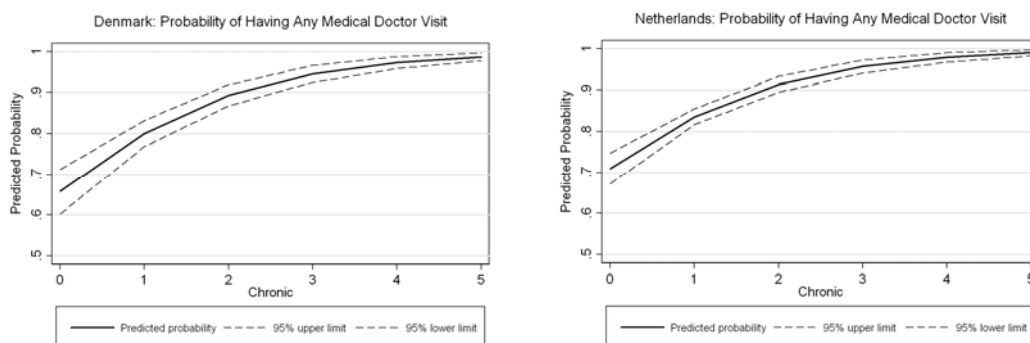 Denmark: Probability of Having Any Medical Doctor Visit
Predicted Probability
1
.9
.8
.7
.6
.5
0 1 2 3 4 5
Chronic
Predicted probability 95% upper limit 95% lower limit
Netherlands: Probability of Having Any Medical Doctor Visit
Predicted Probability
1
.9
.8
.7
.6
.5
0 1 2 3 4 5
Chronic
Predicted probability 95% upper limit 95% lower limit